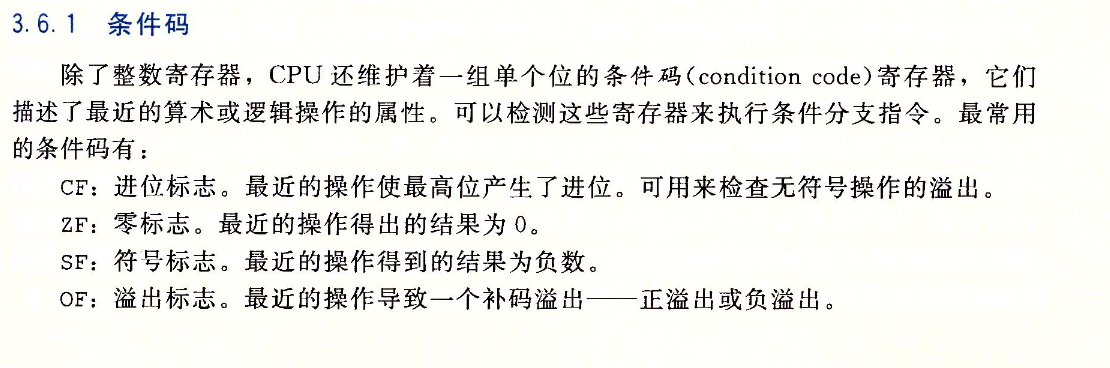 3.6.1 条件码
除了整数寄存器，CPU还维护着一组单个位的条件码(condition code)寄存器，它们
描述了最近的算术或逻辑操作的属性。可以检测这些寄存器来执行条件分支指令。最常用
的条件码有：
CF：进位标志。最近的操作使最高位产生了进位。可用来检查无符号操作的溢出。
ZF：零标志。最近的操作得出的结果为0。
SF：符号标志。最近的操作得到的结果为负数。
OF：溢出标志。最近的操作导致一个补码溢出——正溢出或负溢出。